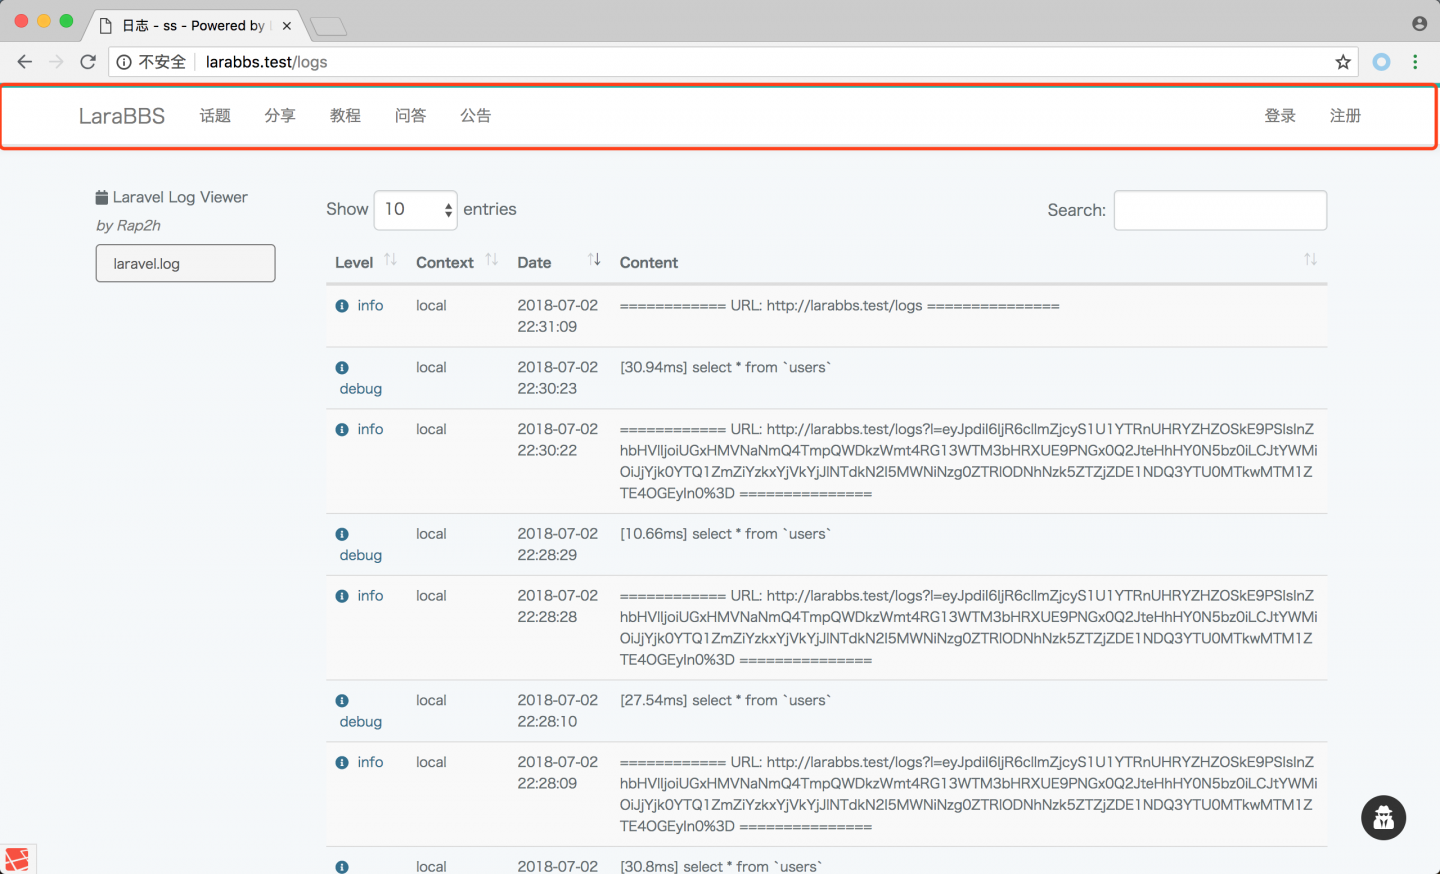 日志 - ss - Powered by
不安全 larabbs.test/logs
LaraBBS 话题 分享 教程 问答 公告 登录 注册
Laravel Log Viewer
by Rap2h
laravel.log
Show 10 entries Search:
Level Context Date Content
info local 2018-07-02 22:31:09 ============ URL: http://larabbs.test/logs ===============
debug local 2018-07-02 22:30:23 [30.94ms] select * from `users`
info local 2018-07-02 22:30:22 ============ URL: http://larabbs.test/logs?l=
===============
debug local 2018-07-02 22:28:29 [10.66ms] select * from `users`
info local 2018-07-02 22:28:28 ============ URL: http://larabbs.test/logs?l=
===============
debug local 2018-07-02 22:28:10 [27.54ms] select * from `users`
info local 2018-07-02 22:28:09 ============ URL: http://larabbs.test/logs?l=
===============
local 2018-07-02 [30.8ms] select * from `users`